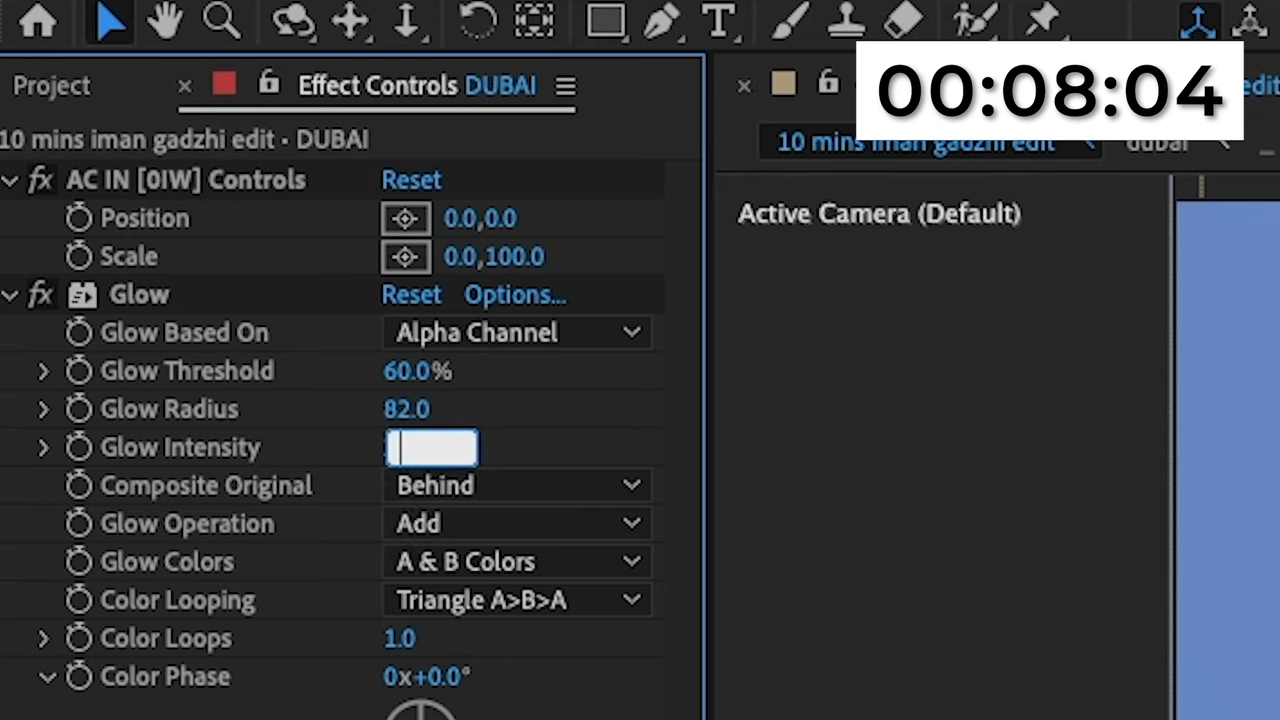 00:08:04
Project
Effect Controls DUBAI
10 mins iman gadzhi edit • DUBAI
10 mins iman gadzhi edit
dubai
edit
fx AC IN [0IW] Controls Reset
Position 0.0,0.0
Scale 0.0,100.0
fx Glow Reset Options...
Glow Based On Alpha Channel
Glow Threshold 60.0%
Glow Radius 82.0
Glow Intensity
Composite Original Behind
Glow Operation Add
Glow Colors A & B Colors
Color Looping Triangle A>B>A
Color Loops 1.0
Color Phase 0x+0.0°
Active Camera (Default)